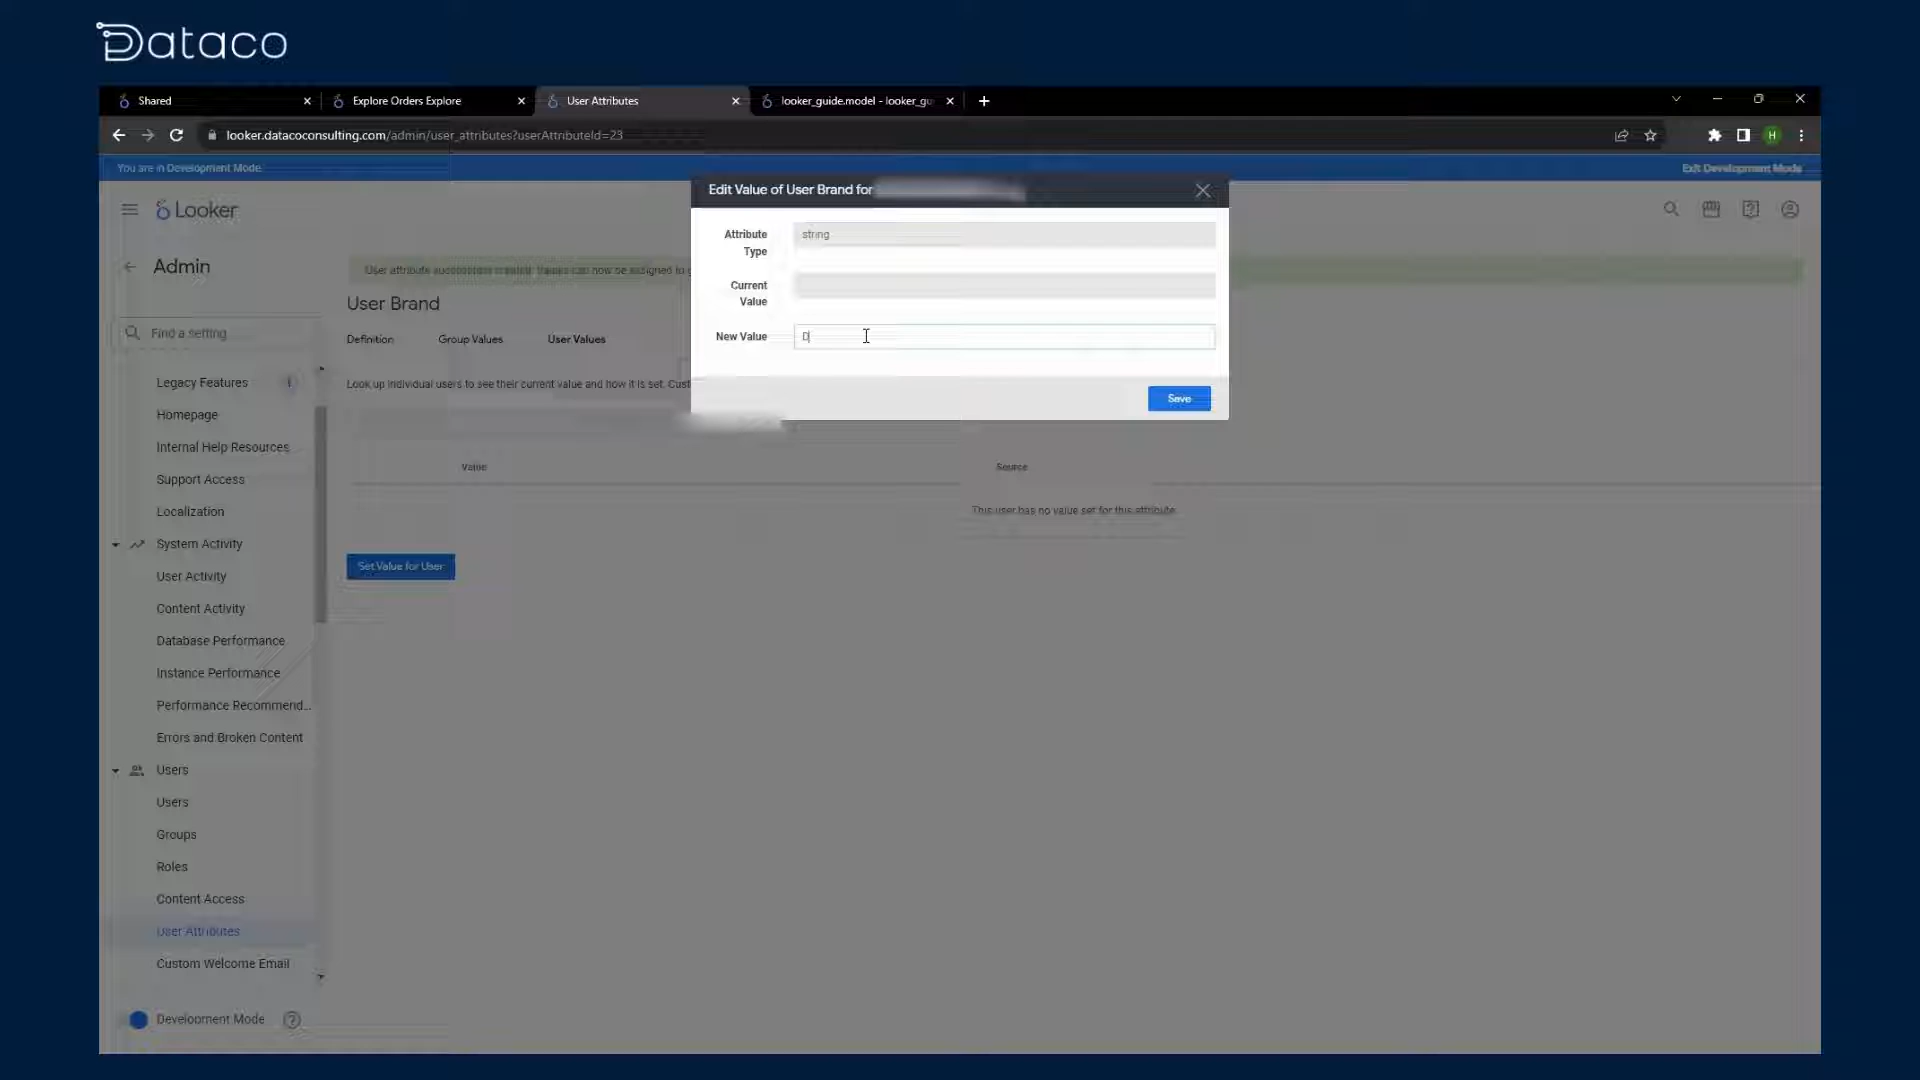 Dataco
Shared
Explore Orders Explore
User Attributes
looker_guide.model - looker_gu
looker.datacoconsulting.com/admin/user_attributes?userAttributeId=23
H
You are in Development Mode.
Exit Development Mode
Looker
Admin
Find a setting
Legacy Features
Homepage
Internal Help Resources
Support Access
Localization
System Activity
User Activity
Content Activity
Database Performance
Instance Performance
Performance Recommend...
Errors and Broken Content
Users
Users
Groups
Roles
Content Access
User Attributes
Custom Welcome Email
Development Mode
User attribute successfully created. Values can now be assigned to g
User Brand
Definition
Group Values
User Values
Look up individual users to see their current value and how it is set. Cust
Value
Source
This user has no value set for this attribute.
Set Value for User
Edit Value of User Brand for
Attribute Type
string
Current Value
New Value
D
Save